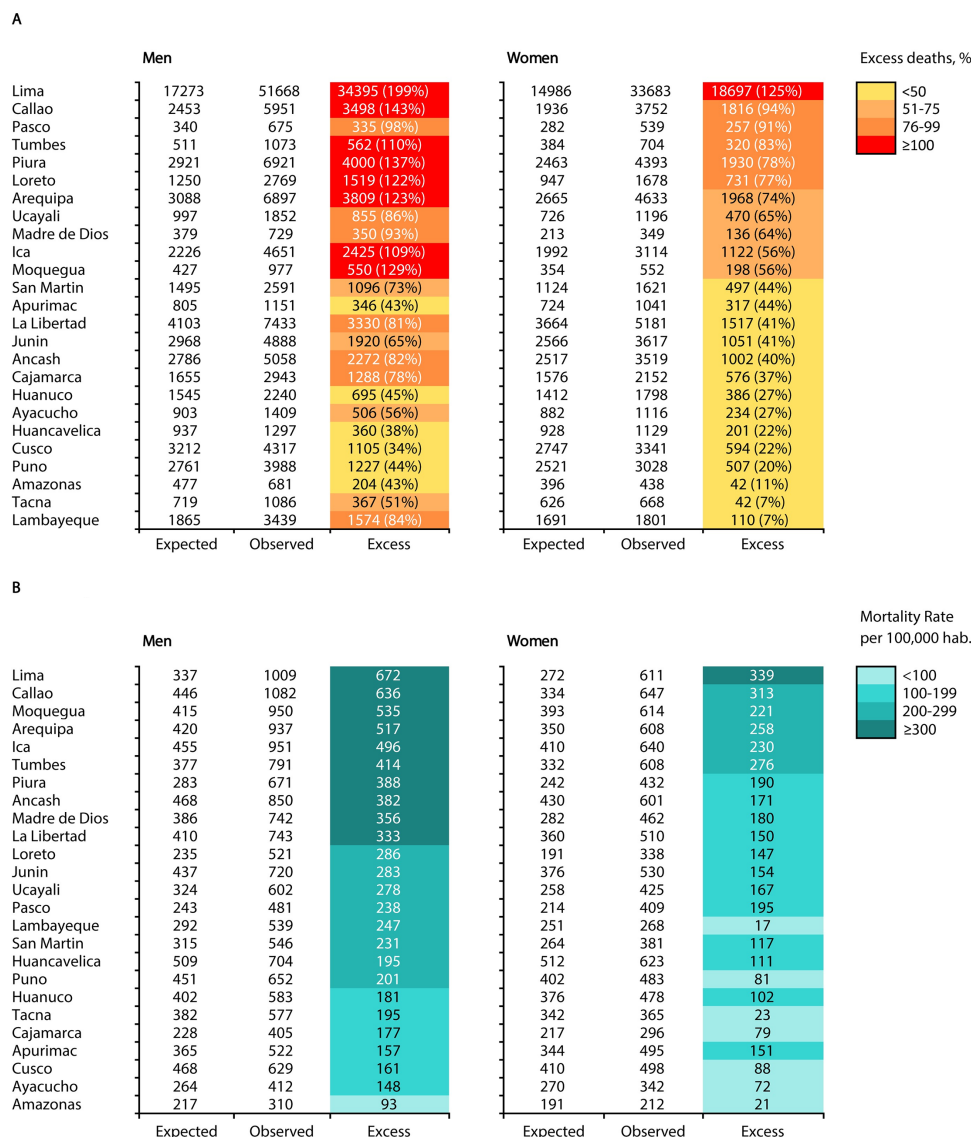 A
Men Women Excess deaths, %
Lima 17273 51668 34395 (199%) 14986 33683 18697 (125%) <50
Callao 2453 5951 3498 (143%) 1936 3752 1816 (94%) 51-75
Pasco 340 675 335 (98%) 282 539 257 (91%) 76-99
Tumbes 511 1073 562 (110%) 384 704 320 (83%) ≥100
Piura 2921 6921 4000 (137%) 2463 4393 1930 (78%)
Loreto 1250 2769 1519 (122%) 947 1678 731 (77%)
Arequipa 3088 6897 3809 (123%) 2665 4633 1968 (74%)
Ucayali 997 1852 855 (86%) 726 1196 470 (65%)
Madre de Dios 379 729 350 (93%) 213 349 136 (64%)
Ica 2226 4651 2425 (109%) 1992 3114 1122 (56%)
Moquegua 427 977 550 (129%) 354 552 198 (56%)
San Martin 1495 2591 1096 (73%) 1124 1621 497 (44%)
Apurimac 805 1151 346 (43%) 724 1041 317 (44%)
La Libertad 4103 7433 3330 (81%) 3664 5181 1517 (41%)
Junin 2968 4888 1920 (65%) 2566 3617 1051 (41%)
Ancash 2786 5058 2272 (82%) 2517 3519 1002 (40%)
Cajamarca 1655 2943 1288 (78%) 1576 2152 576 (37%)
Huanuco 1545 2240 695 (45%) 1412 1798 386 (27%)
Ayacucho 903 1409 506 (56%) 882 1116 234 (27%)
Huancavelica 937 1297 360 (38%) 928 1129 201 (22%)
Cusco 3212 4317 1105 (34%) 2747 3341 594 (22%)
Puno 2761 3988 1227 (44%) 2521 3028 507 (20%)
Amazonas 477 681 204 (43%) 396 438 42 (11%)
Tacna 719 1086 367 (51%) 626 668 42 (7%)
Lambayeque 1865 3439 1574 (84%) 1691 1801 110 (7%)
Expected Observed Excess Expected Observed Excess
B
Mortality Rate
Men Women per 100,000 hab.
Lima 337 1009 672 272 611 339 <100
Callao 446 1082 636 334 647 313 100-199
Moquegua 415 950 535 393 614 221 200-299
Arequipa 420 937 517 350 608 258 ≥300
Ica 455 951 496 410 640 230
Tumbes 377 791 414 332 608 276
Piura 283 671 388 242 432 190
Ancash 468 850 382 430 601 171
Madre de Dios 386 742 356 282 462 180
La Libertad 410 743 333 360 510 150
Loreto 235 521 286 191 338 147
Junin 437 720 283 376 530 154
Ucayali 324 602 278 258 425 167
Pasco 243 481 238 214 409 195
Lambayeque 292 539 247 251 268 17
San Martin 315 546 231 264 381 117
Huancavelica 509 704 195 512 623 111
Puno 451 652 201 402 483 81
Huanuco 402 583 181 376 478 102
Tacna 382 577 195 342 365 23
Cajamarca 228 405 177 217 296 79
Apurimac 365 522 157 344 495 151
Cusco 468 629 161 410 498 88
Ayacucho 264 412 148 270 342 72
Amazonas 217 310 93 191 212 21
Expected Observed Excess Expected Observed Excess